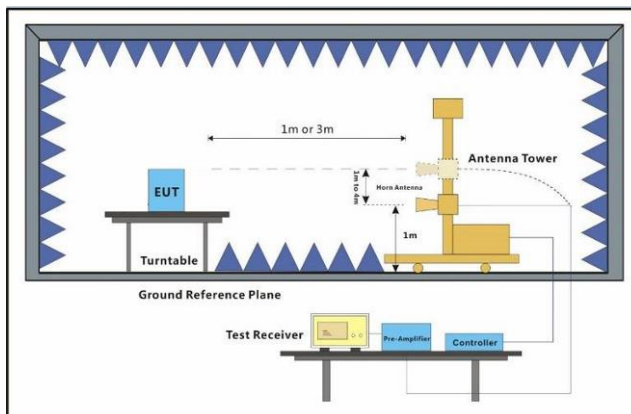 1m or 3m
Antenna Tower
1m to 4m
Horn Antenna
EUT
1m
Turntable
Ground Reference Plane
Test Receiver
Pre-Amplifier
Controller